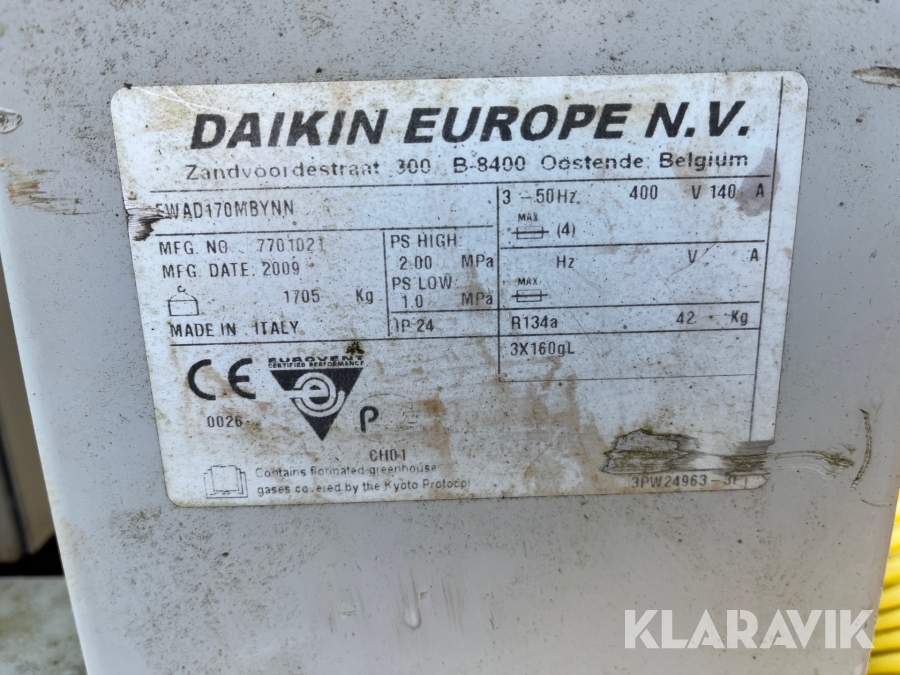 DAIKIN EUROPE N.V.
Zandvoordestraat 300 B-8400 Oostende Belgium
EWAD170MBYNN
3 ~50Hz 400 V 140 A
MAX (4)
MFG. NO 7701021
MFG. DATE: 2009
PS HIGH:
2.00 MPa
PS LOW:
1.0 MPa
Hz V A
MAX
1705 Kg
MADE IN ITALY
IP 24
R134a 42 Kg
3X160gL
CE
0026
EUROVENT
CERTIFIED PERFORMANCE
e
P
CH01
Contains florinated greenhouse
gases covered by the Kyoto Protocol
3PW24963-
KLARAVIK